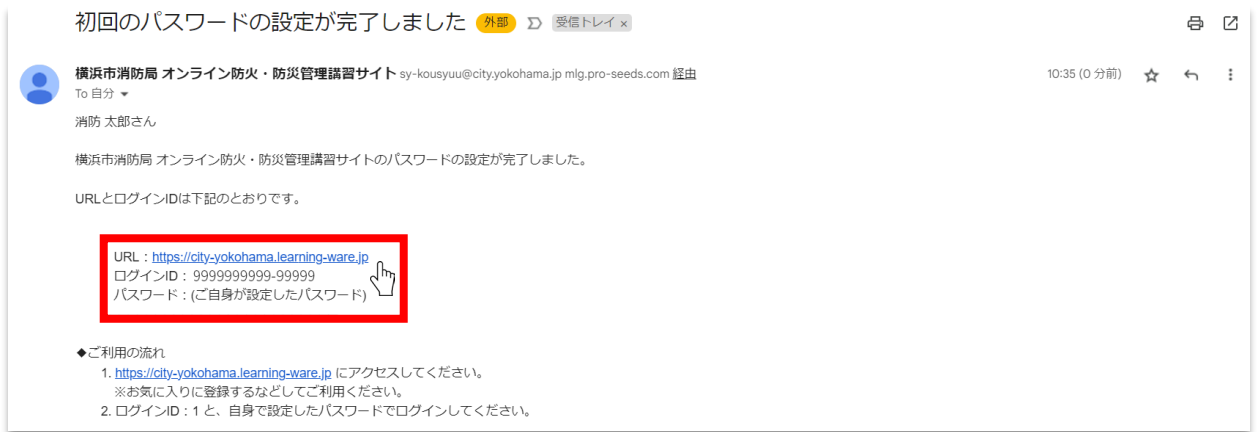 初回のパスワードの設定が完了しました 外部 受信トレイ ×
横浜市消防局 オンライン防火・防災管理講習サイト sy-kousyuu@city.yokohama.jp mlg.pro-seeds.com 経由 10:35 (0 分前)
To 自分
消防 太郎さん
横浜市消防局 オンライン防火・防災管理講習サイトのパスワードの設定が完了しました。
URLとログインIDは下記のとおりです。
URL：https://city-yokohama.learning-ware.jp
ログインID： 9999999999-99999
パスワード：(ご自身が設定したパスワード)
◆ご利用の流れ
1. https://city-yokohama.learning-ware.jp にアクセスしてください。
※お気に入りに登録するなどしてご利用ください。
2. ログインID：1 と、自身で設定したパスワードでログインしてください。